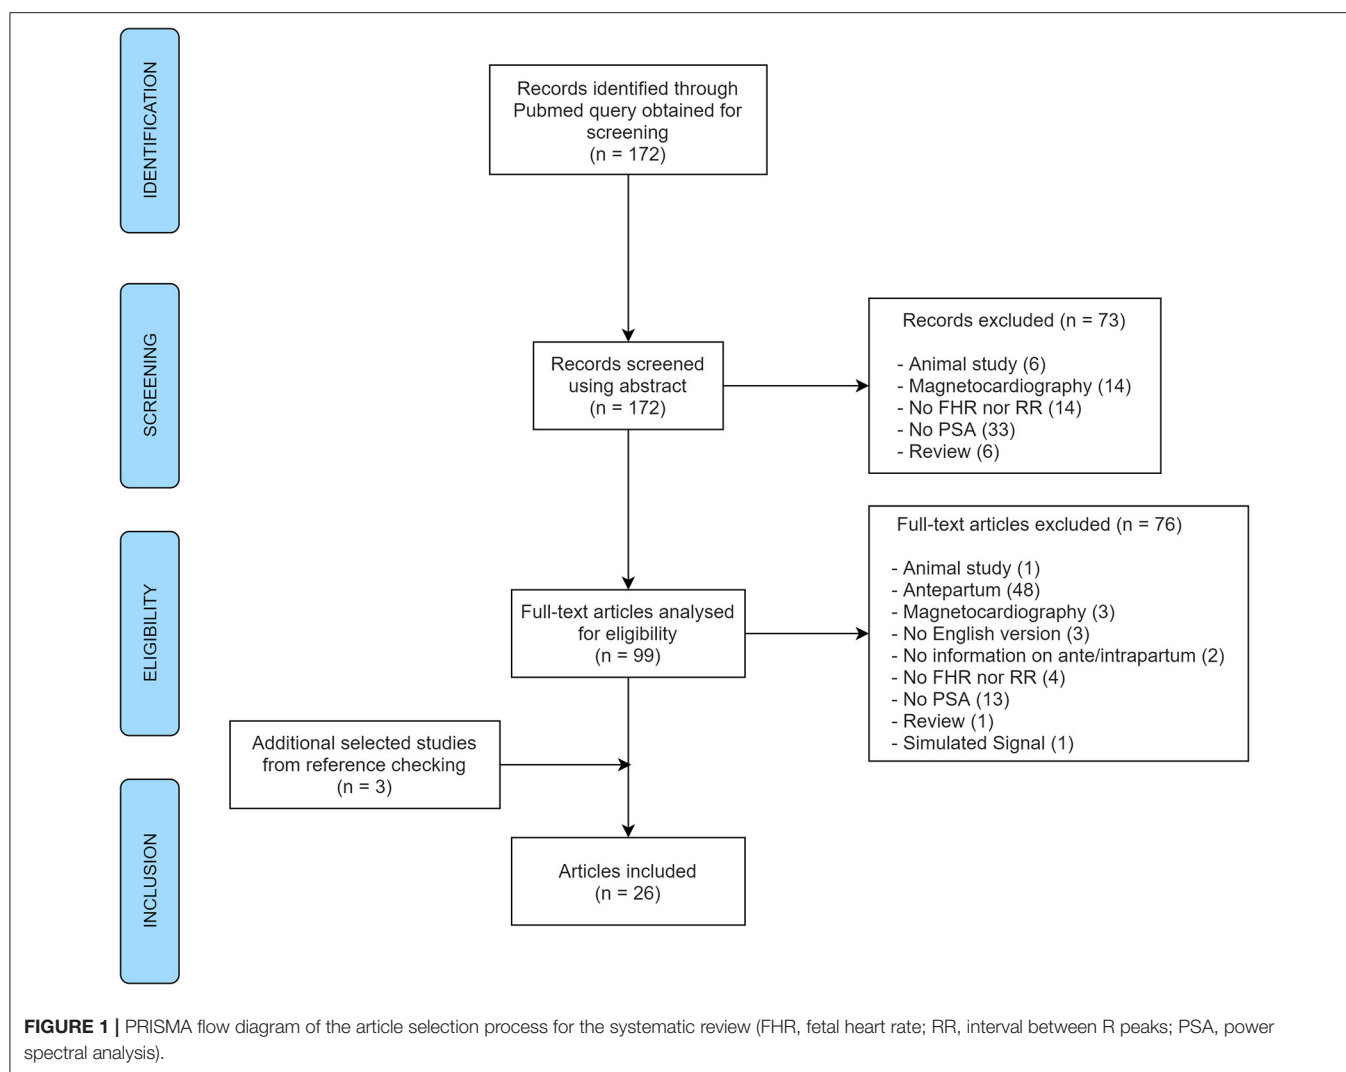 IDENTIFICATION
Records identified through
Pubmed query obtained for
screening
(n = 172)
SCREENING
Records screened
using abstract
(n = 172)
Records excluded (n = 73)
- Animal study (6)
- Magnetocardiography (14)
- No FHR nor RR (14)
- No PSA (33)
- Review (6)
ELIGIBILITY
Full-text articles analysed
for eligibility
(n = 99)
Full-text articles excluded (n = 76)
- Animal study (1)
- Antepartum (48)
- Magnetocardiography (3)
- No English version (3)
- No information on ante/intrapartum (2)
- No FHR nor RR (4)
- No PSA (13)
- Review (1)
- Simulated Signal (1)
Additional selected studies
from reference checking
(n = 3)
INCLUSION
Articles included
(n = 26)
FIGURE 1 | PRISMA flow diagram of the article selection process for the systematic review (FHR, fetal heart rate; RR, interval between R peaks; PSA, power
spectral analysis).